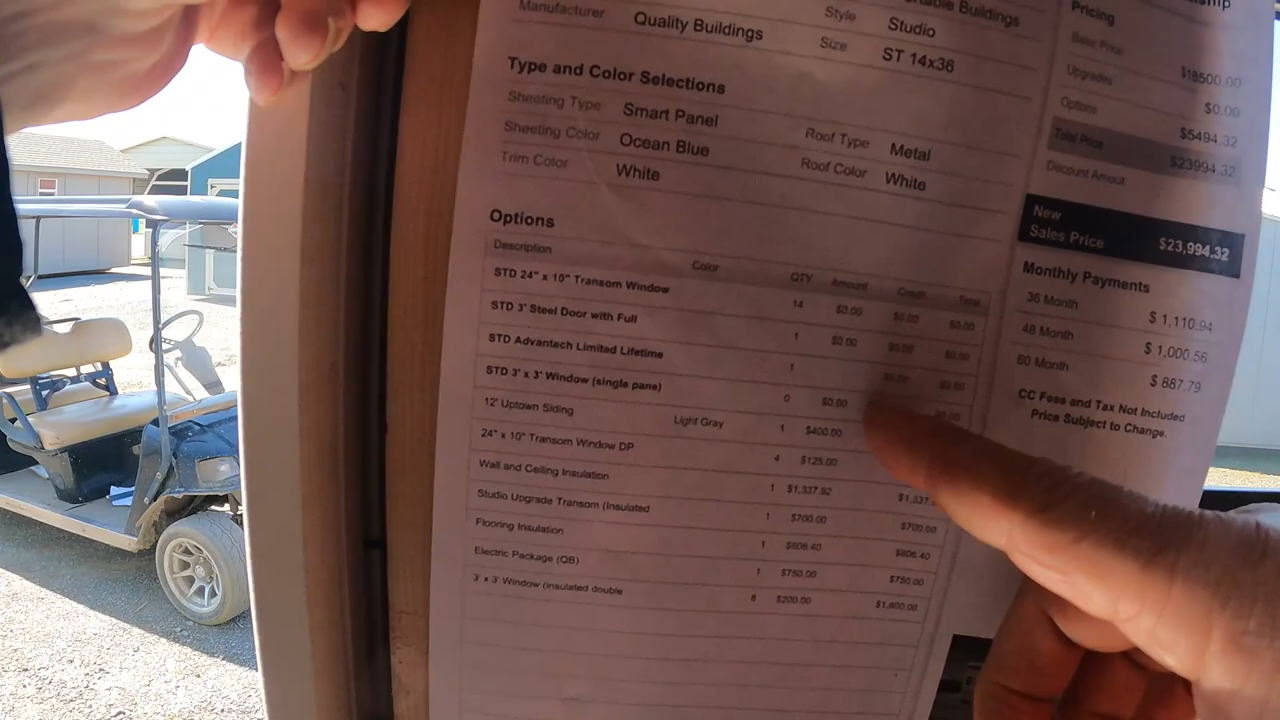 Manufacturer Quality Buildings Style Studio
Buildings
Size ST 14x36
Type and Color Selections
Sheeting Type Smart Panel Roof Type Metal
Sheeting Color Ocean Blue Roof Color White
Trim Color White
Options
Description Color QTY Amount Credit Total
STD 24" x 10" Transom Window 14 $0.00 $0.00 $0.00
STD 3' Steel Door with Full 1 $0.00 $0.00 $0.00
STD Advantech Limited Lifetime 1 $0.00 $0.00
STD 3' x 3' Window (single pane) 0 $0.00
12' Uptown Siding Light Gray 1 $400.00
24" x 10" Transom Window DP 4 $125.00
Wall and Ceiling Insulation 1 $1,337.92
Studio Upgrade Transom (Insulated 1 $700.00 $700.00
Flooring Insulation 1 $606.40 $606.40
Electric Package (QB) 1 $750.00 $750.00
3' x 3' Window (insulated double 8 $200.00 $1,600.00
Pricing
Base Price $18500.00
Upgrades $0.00
Options $5494.32
Total Price $23994.32
Discount Amout
New
Sales Price $23,994.32
Monthly Payments
36 Month $ 1,110.94
48 Month $ 1,000.56
60 Month $ 887.79
CC Fees and Tax Not Included
Price Subject to Change.